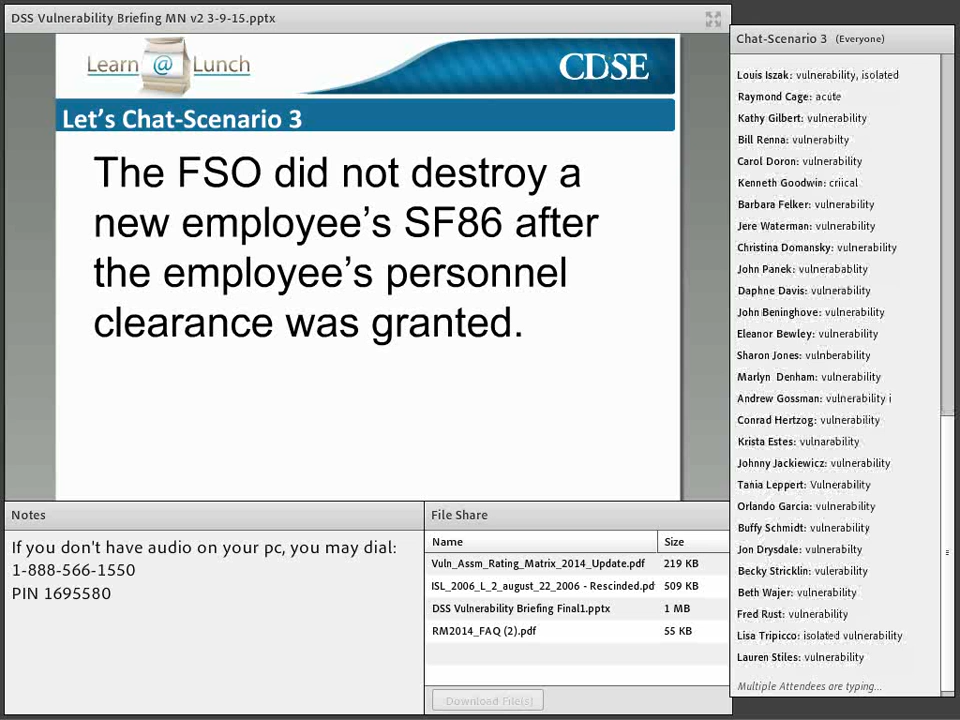 DSS Vulnerability Briefing MN v2 3-9-15.pptx
Learn @ Lunch
CDSE
Let's Chat-Scenario 3
The FSO did not destroy a
new employee's SF86 after
the employee's personnel
clearance was granted.
Notes
If you don't have audio on your pc, you may dial:
1-888-566-1550
PIN 1695580
File Share
Name Size
Vuln_Assm_Rating_Matrix_2014_Update.pdf 219 KB
ISL_2006_L_2_august_22_2006 - Rescinded.pd 509 KB
DSS Vulnerability Briefing Final1.pptx 1 MB
RM2014_FAQ (2).pdf 55 KB
Download File(s)
Chat-Scenario 3 (Everyone)
Louis Iszak: vulnerability, isolated
Raymond Cage: acute
Kathy Gilbert: vulnerability
Bill Renna: vulnerabilty
Carol Doron: vulnerability
Kenneth Goodwin: criical
Barbara Felker: vulnerability
Jere Waterman: vulnerability
Christina Domansky: vulnerability
John Panek: vulnerabablity
Daphne Davis: vulnerability
John Beninghove: vulnerability
Eleanor Bewley: vulnerability
Sharon Jones: vulnberability
Marlyn Denham: vulnerability
Andrew Gossman: vulnerability i
Conrad Hertzog: vulnerability
Krista Estes: vulnarability
Johnny Jackiewicz: vulnerability
Tania Leppert: Vulnerability
Orlando Garcia: vulnerability
Buffy Schmidt: vulnerability
Jon Drysdale: vulnerabilty
Becky Stricklin: vulerability
Beth Wajer: vulnerability
Fred Rust: vulnerability
Lisa Tripicco: isolated vulnerability
Lauren Stiles: vulnerability
Multiple Attendees are typing...